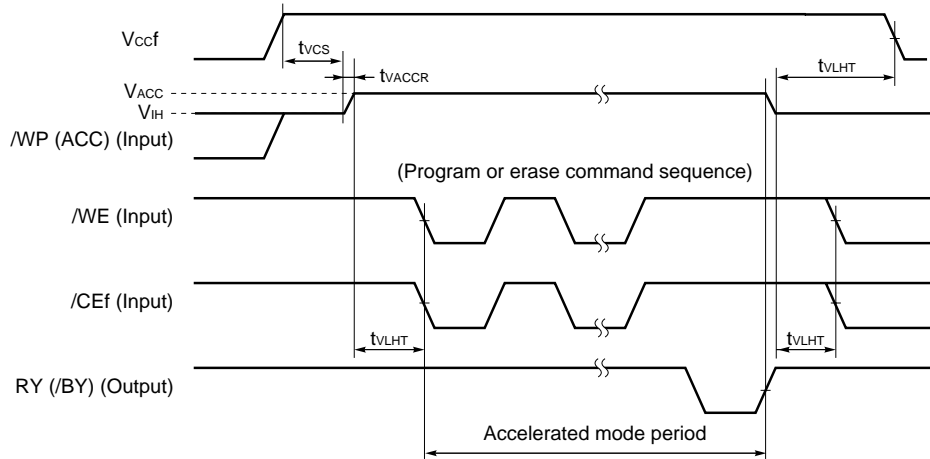 VCCf
tVCS
tVACCR
tVLHT
VACC
VIH
/WP (ACC) (Input)
(Program or erase command sequence)
/WE (Input)
/CEf (Input)
tVLHT
tVLHT
RY (/BY) (Output)
Accelerated mode period